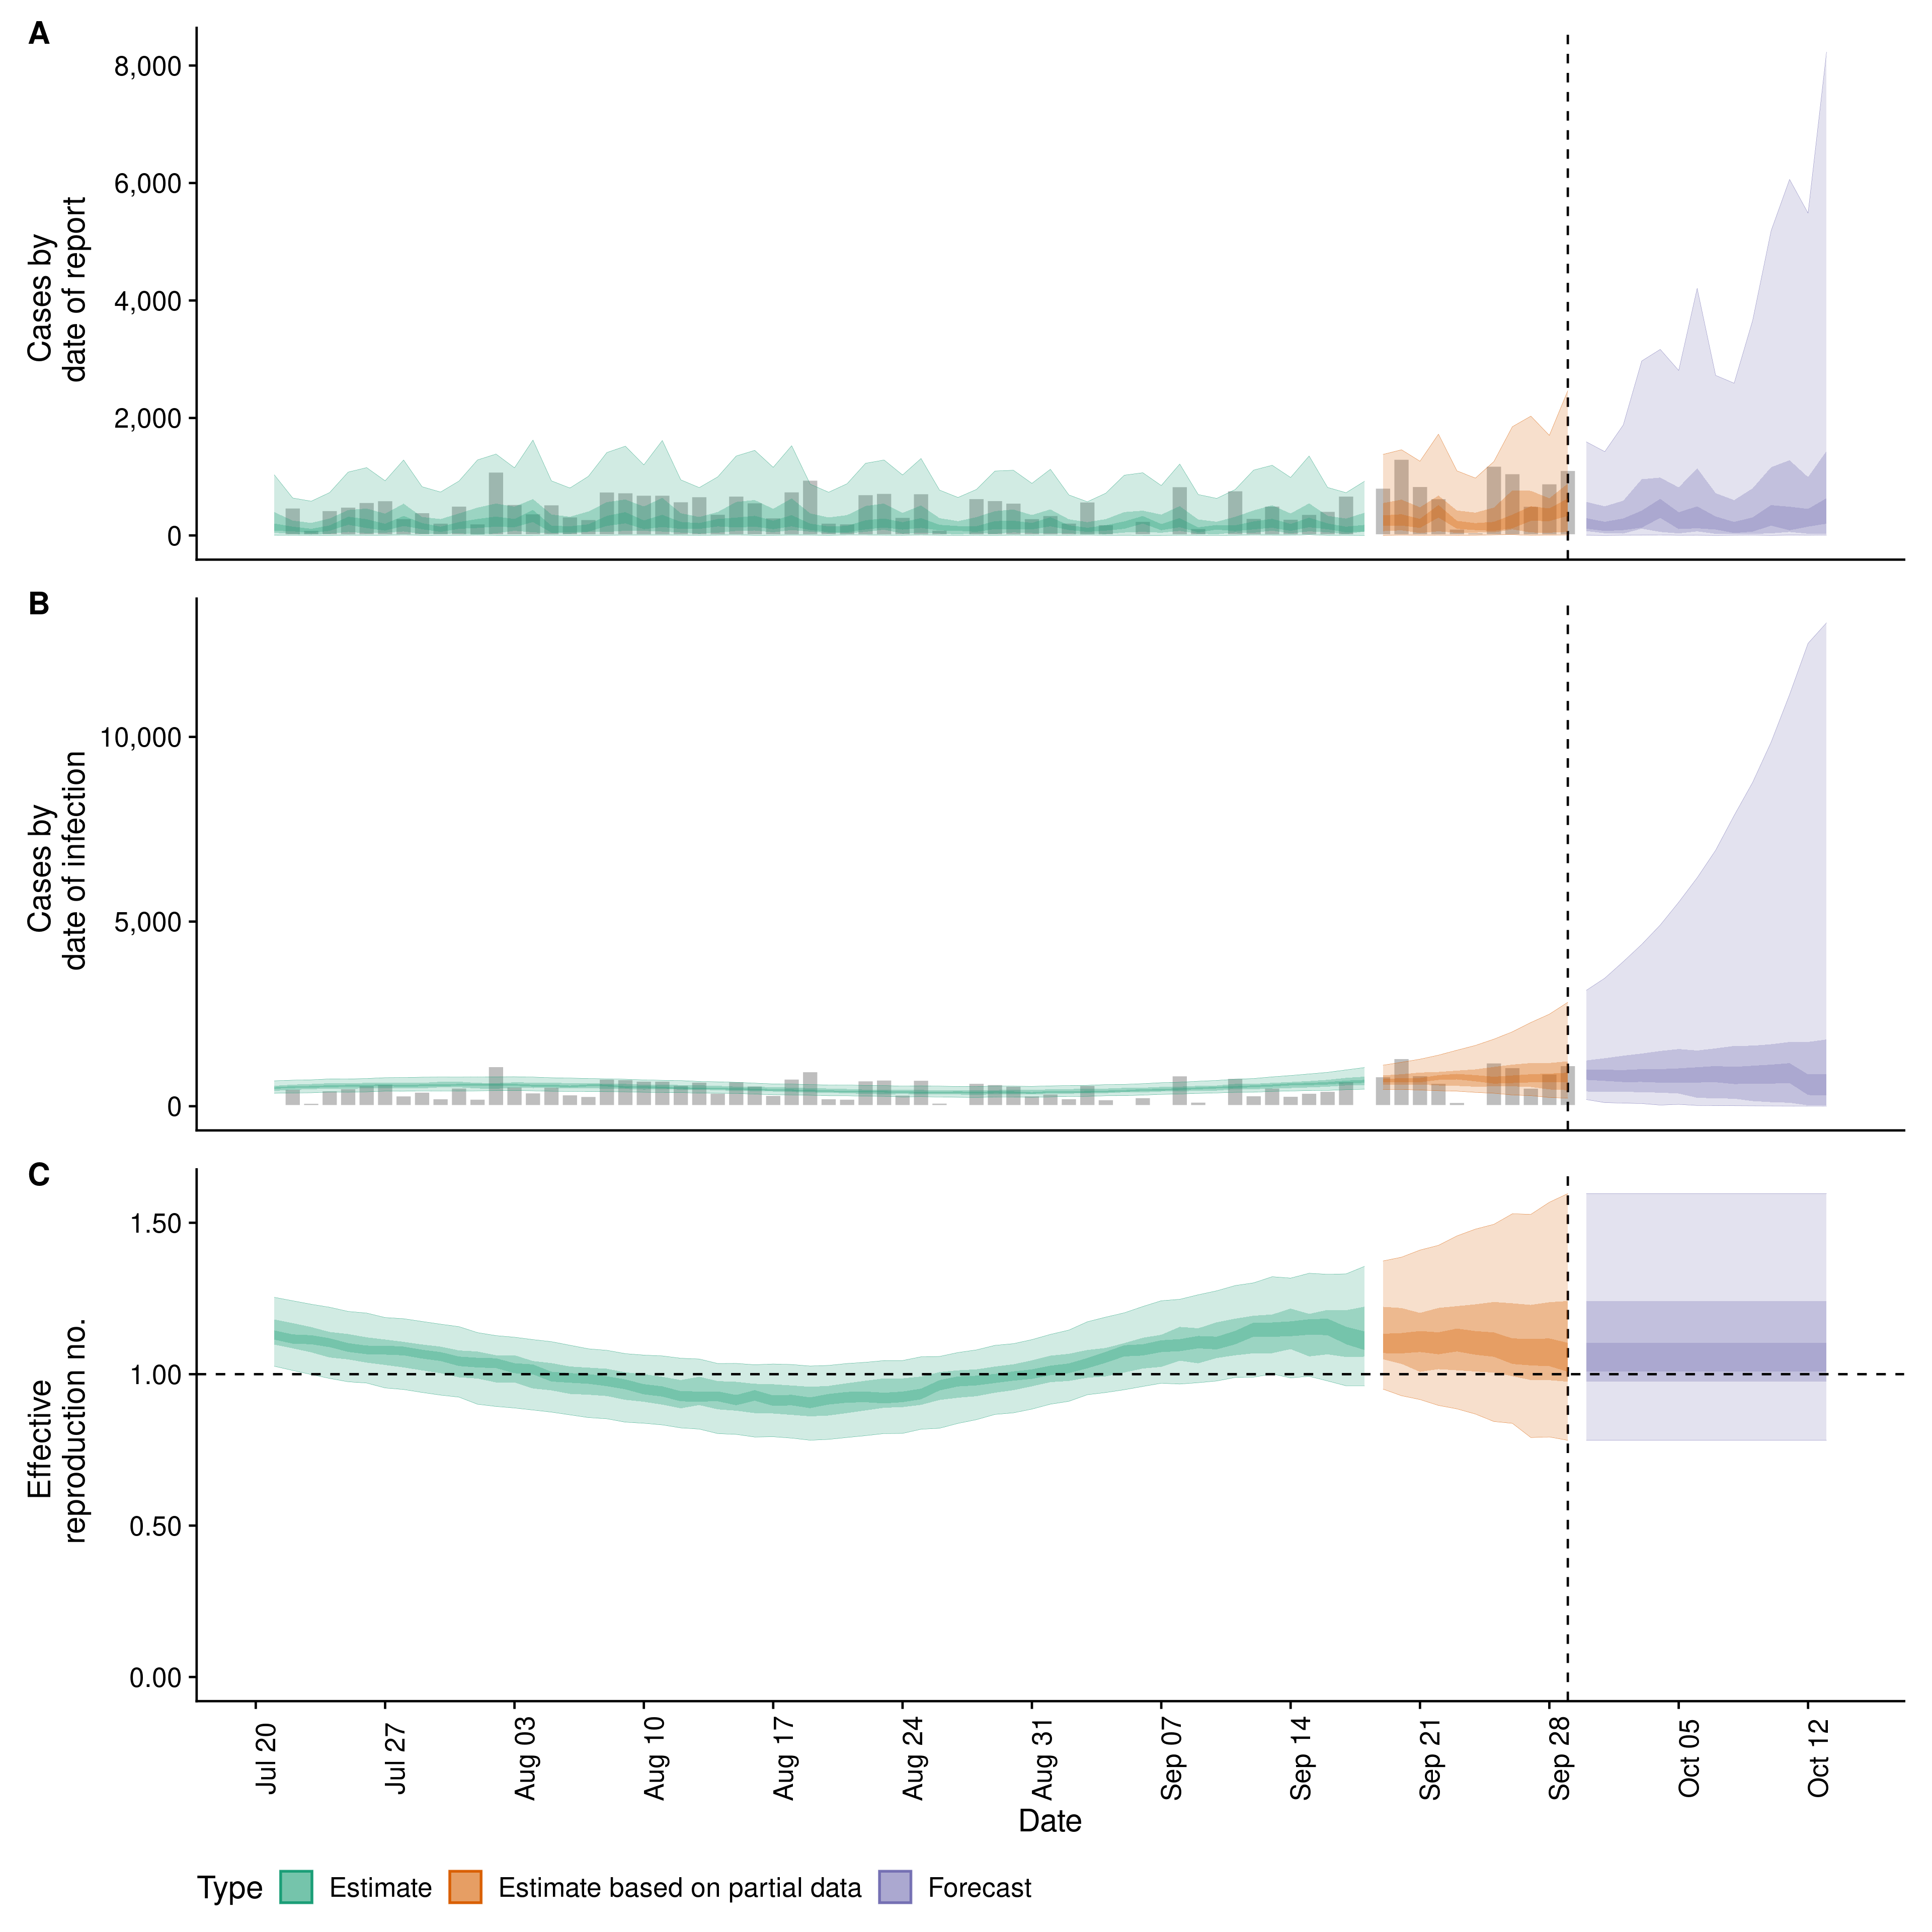 A
Cases by
date of report
8,000
6,000
4,000
2,000
0
B
Cases by
date of infection
10,000
5,000
0
C
Effective
reproduction no.
1.50
1.00
0.50
0.00
Jul 20
Jul 27
Aug 03
Aug 10
Aug 17
Aug 24
Aug 31
Sep 07
Sep 14
Sep 21
Sep 28
Oct 05
Oct 12
Date
Type Estimate Estimate based on partial data Forecast